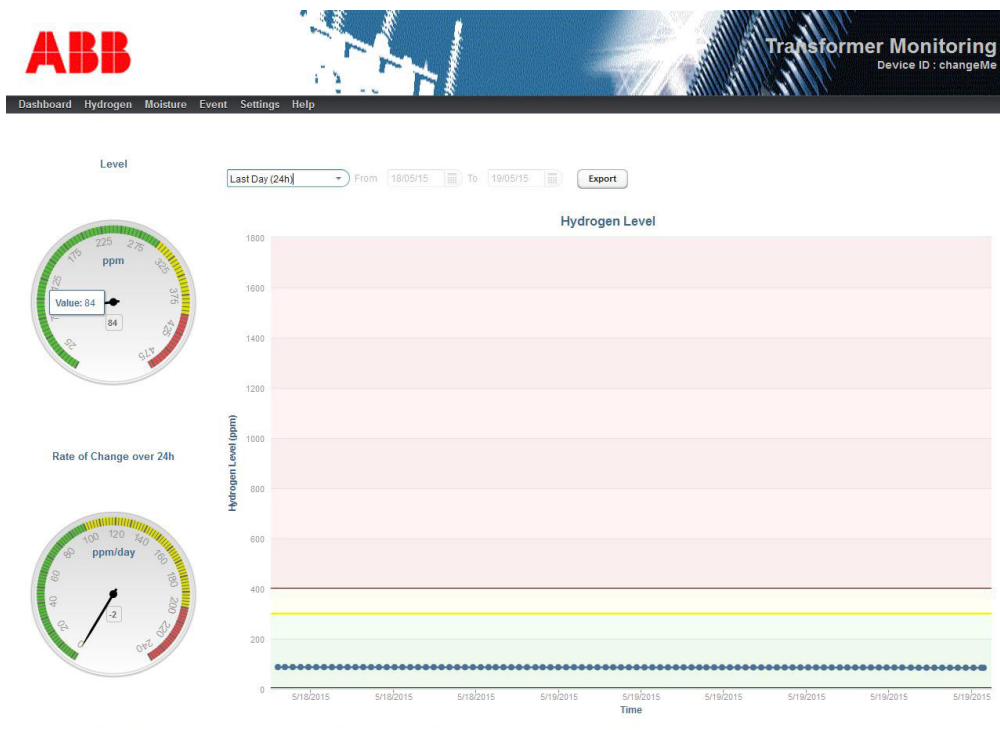 ABB
Transformer Monitoring
Device ID : changeMe
Dashboard Hydrogen Moisture Event Settings Help
Level
Last Day (24h) From 18/05/15 To 19/05/15 Export
Hydrogen Level
225 275
175 325
ppm
125 375
Value: 84
84
25 425
475
1800
1600
1400
1200
1000
800
600
400
200
0
Hydrogen Level (ppm)
5/18/2015 5/18/2015 5/18/2015 5/19/2015 5/19/2015 5/19/2015 5/19/2015 5/19/2015 5/19/2015
Time
Rate of Change over 24h
100 120 140
80 160
ppm/day
60 180
40 200
-2
20 220
0 240